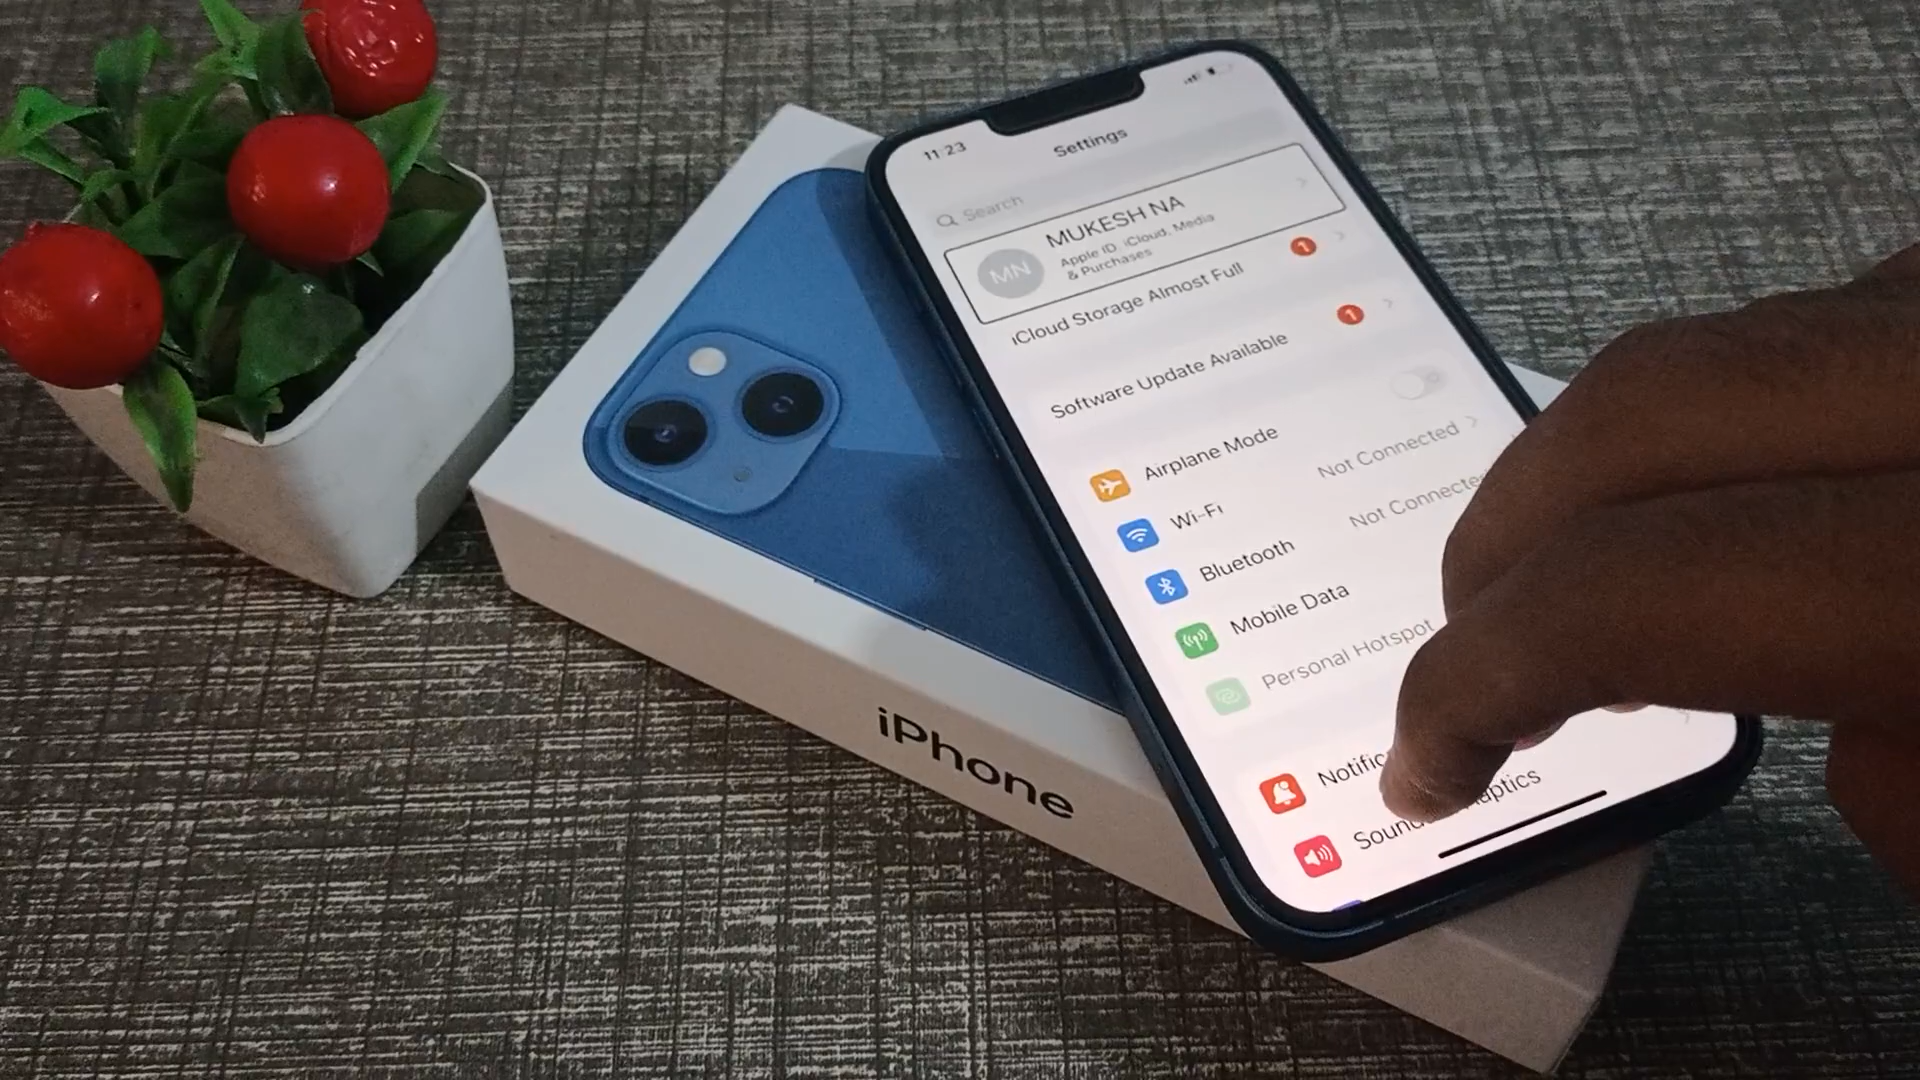 11:23
Settings
Search
MN
MUKESH NA
Apple ID, iCloud, Media
& Purchases
iCloud Storage Almost Full
1
Software Update Available
1
Airplane Mode
Wi-Fi
Not Connected
Bluetooth
Not Connected
Mobile Data
Personal Hotspot
iPhone